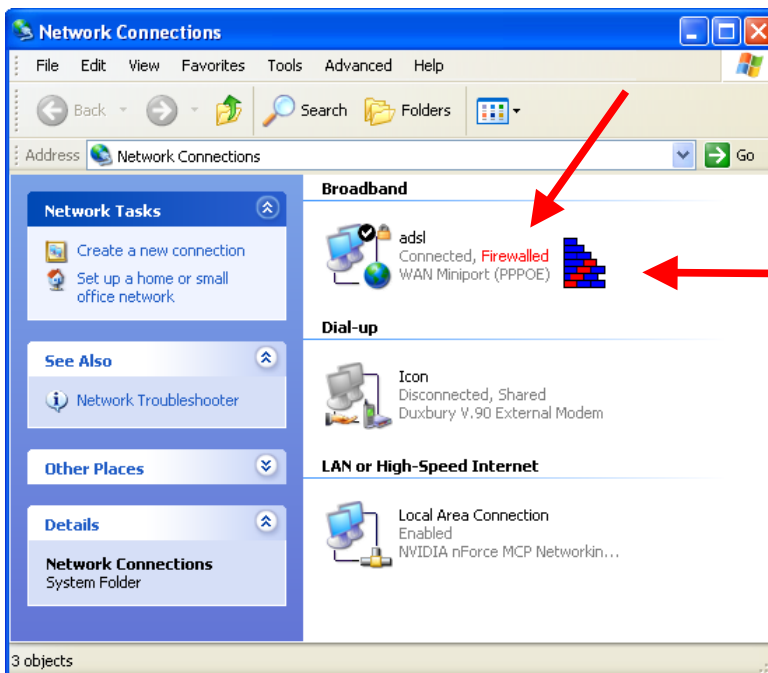 Network Connections
File Edit View Favorites Tools Advanced Help
Back Search Folders
Address Network Connections Go
Network Tasks
Create a new connection
Set up a home or small
office network
See Also
Network Troubleshooter
Other Places
Details
Network Connections
System Folder
Broadband
adsl
Connected, Firewalled
WAN Miniport (PPPOE)
Dial-up
Icon
Disconnected, Shared
Duxbury V.90 External Modem
LAN or High-Speed Internet
Local Area Connection
Enabled
NVIDIA nForce MCP Networkin...
3 objects